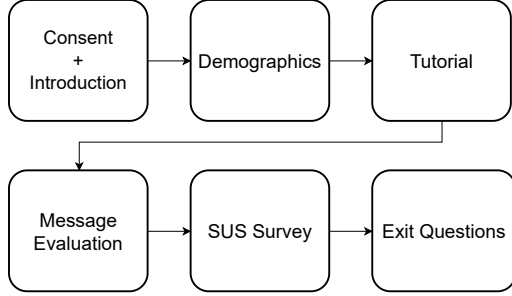 Consent
+
Introduction
Demographics
Tutorial
Message
Evaluation
SUS Survey
Exit Questions